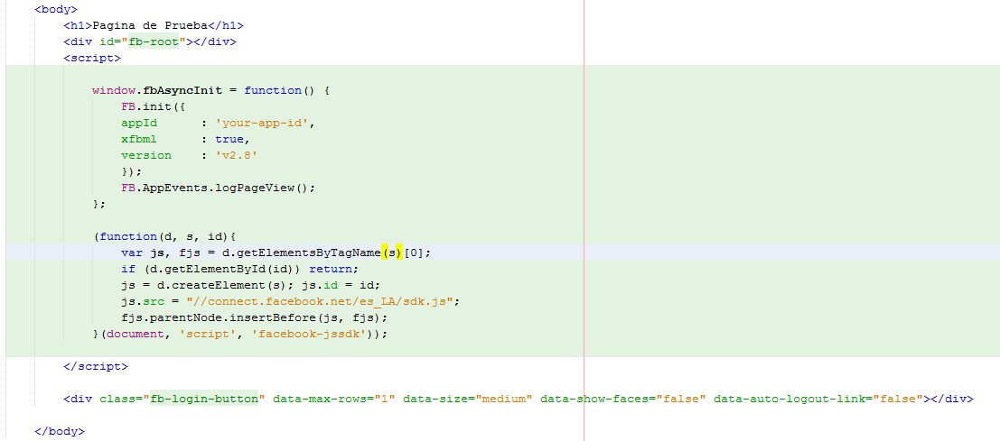 <body>
<h1>Pagina de Prueba</h1>
<div id="fb-root"></div>
<script>
window.fbAsyncInit = function() {
FB.init({
appId      : 'your-app-id',
xfbml      : true,
version    : 'v2.8'
});
FB.AppEvents.logPageView();
};
(function(d, s, id){
var js, fjs = d.getElementsByTagName(s)[0];
if (d.getElementById(id)) return;
js = d.createElement(s); js.id = id;
js.src = "//connect.facebook.net/es_LA/sdk.js";
fjs.parentNode.insertBefore(js, fjs);
}(document, 'script', 'facebook-jssdk'));
</script>
<div class="fb-login-button" data-max-rows="1" data-size="medium" data-show-faces="false" data-auto-logout-link="false"></div>
</body>